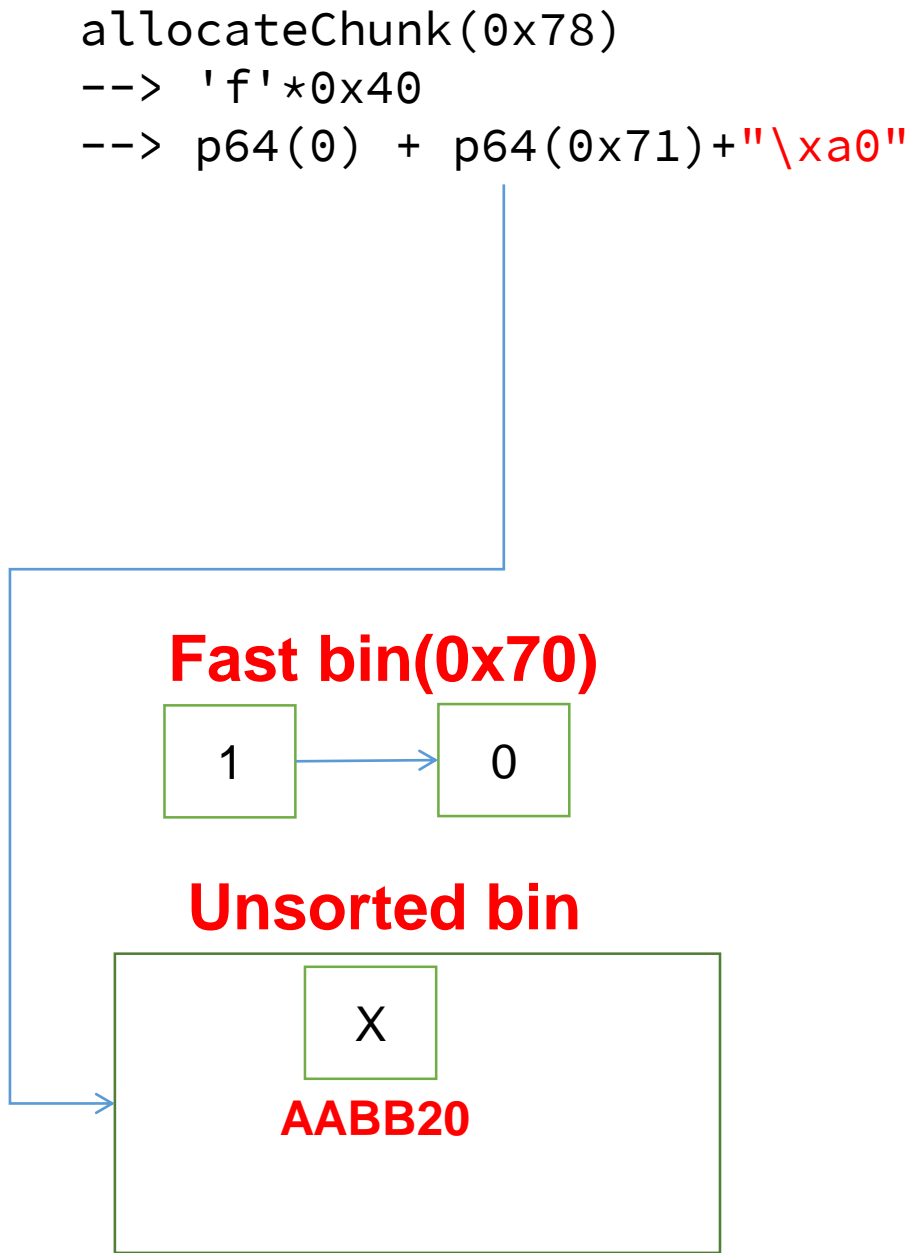 allocateChunk(0x78)
--> 'f'*0x40
--> p64(0) + p64(0x71)+"\xa0"
Fast bin(0x70)
1 0
Unsorted bin
X
AABB20